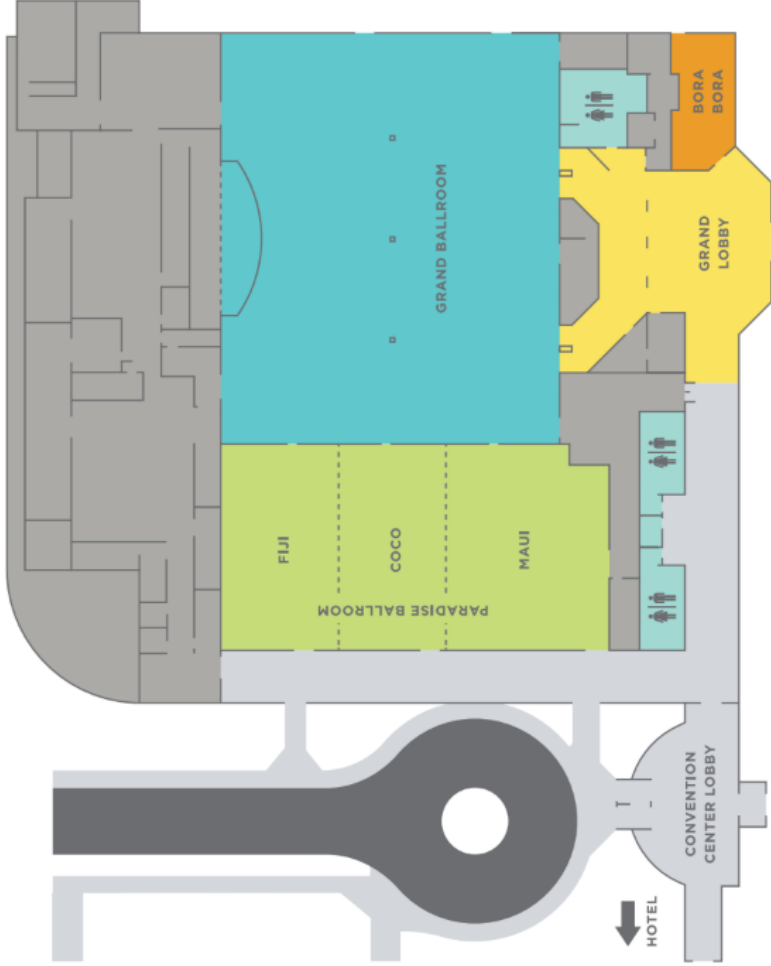 BORA
BORA
GRAND BALLROOM
GRAND
LOBBY
FIJI
COCO
MAUI
PARADISE BALLROOM
CONVENTION
CENTER LOBBY
HOTEL